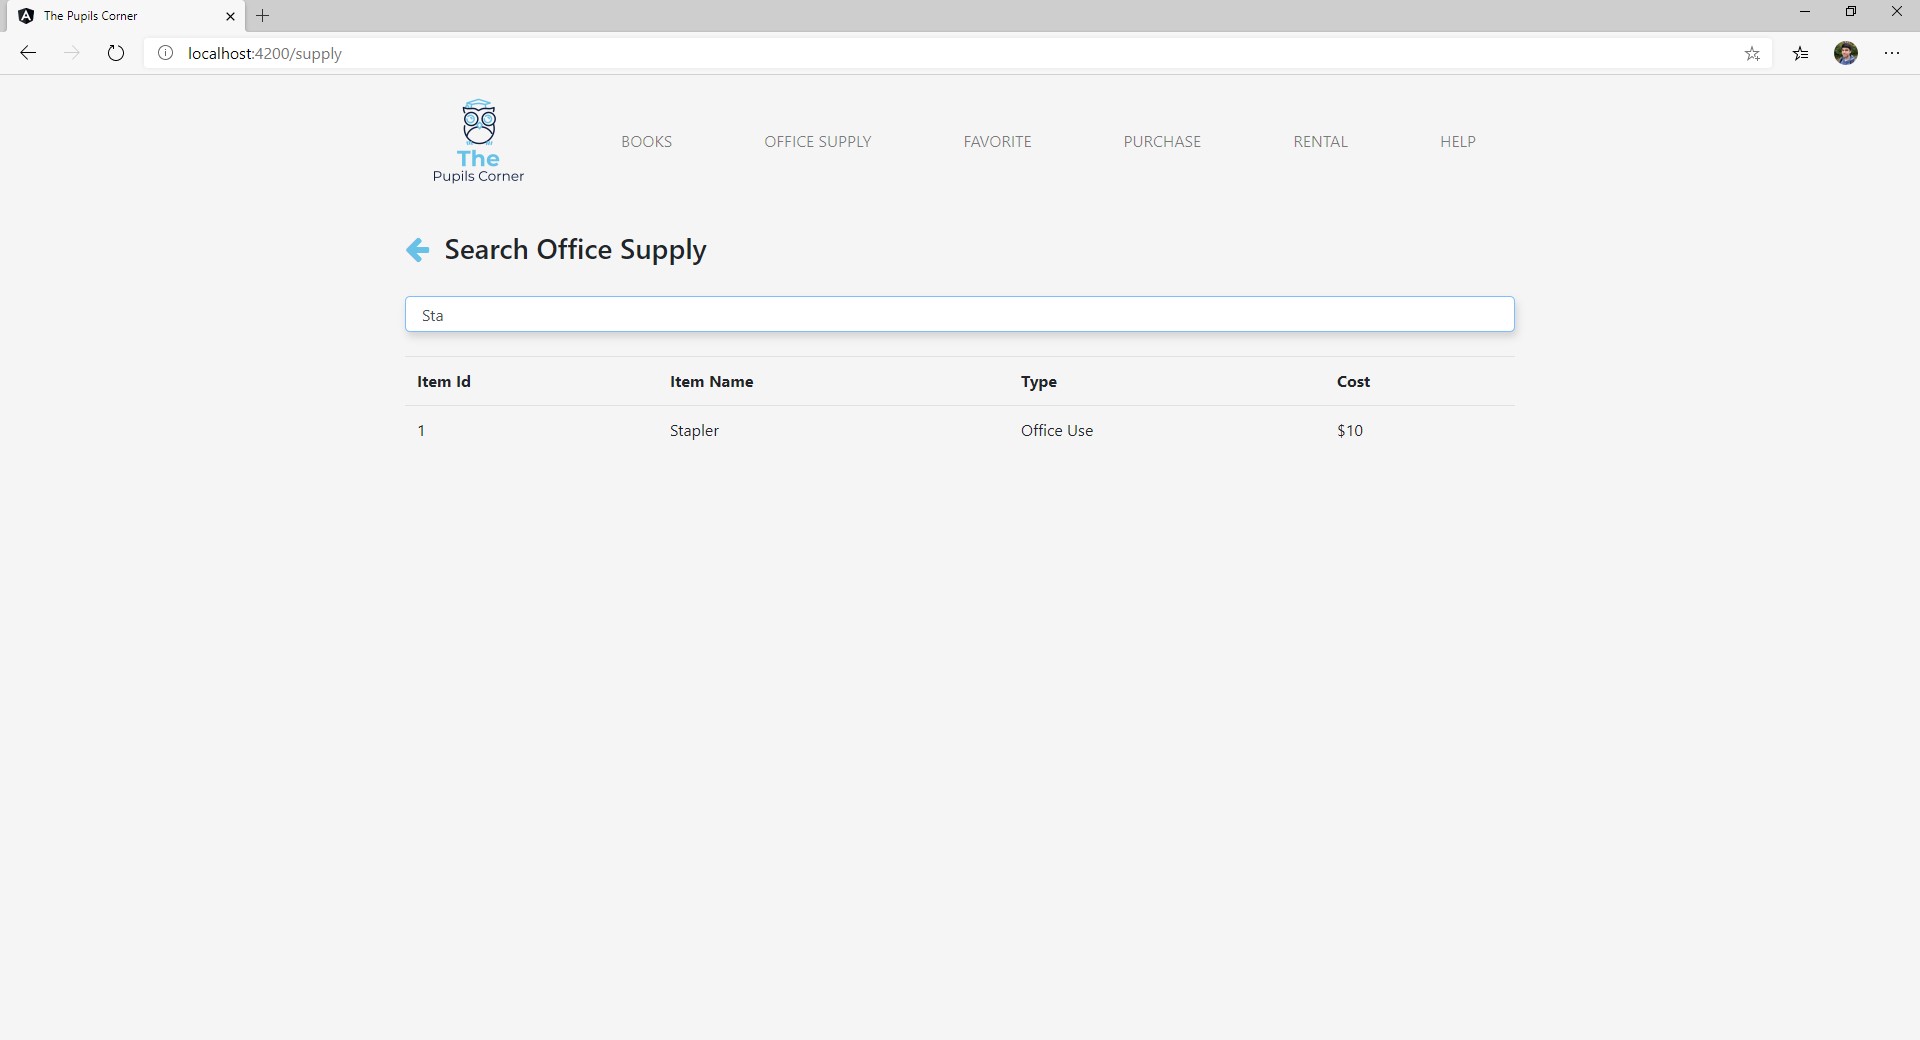 The Pupils Corner
localhost:4200/supply
The
Pupils Corner
BOOKS OFFICE SUPPLY FAVORITE PURCHASE RENTAL HELP
Search Office Supply
Sta
Item Id Item Name Type Cost
1 Stapler Office Use $10